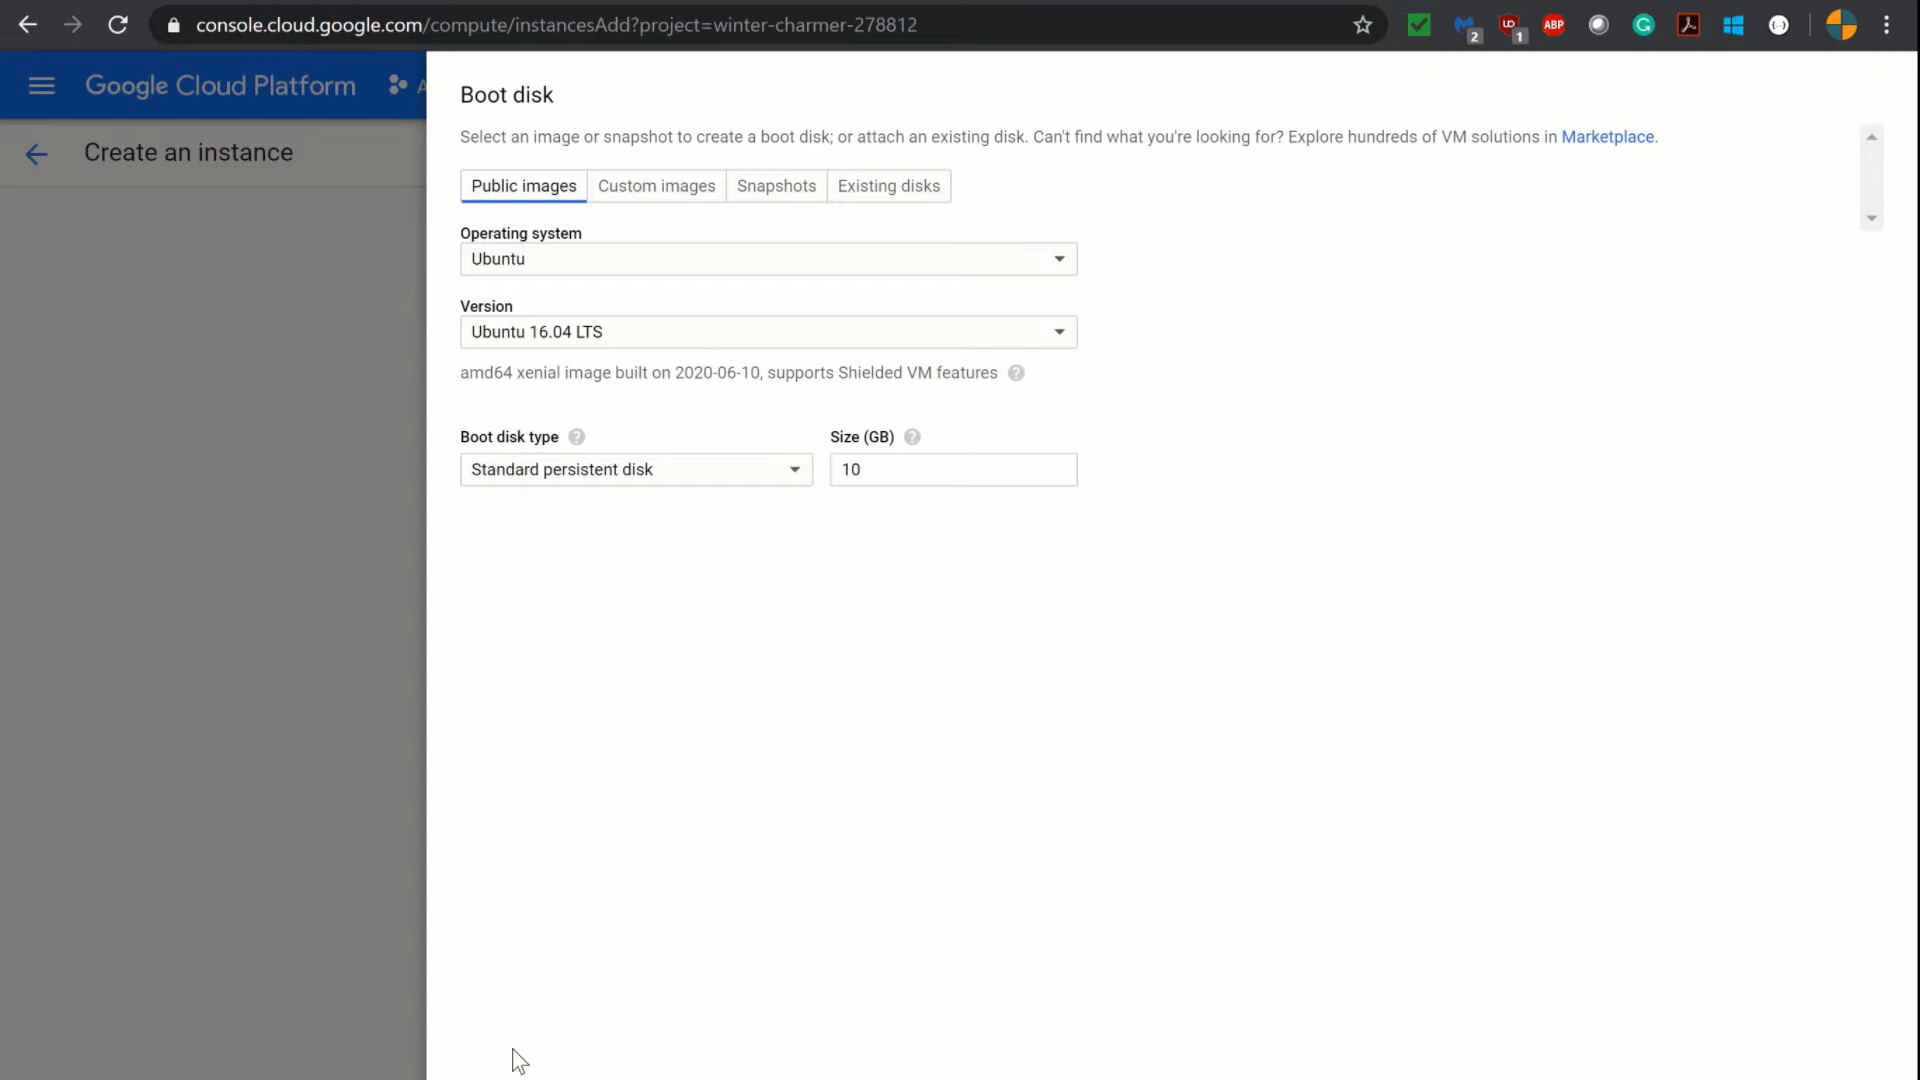 console.cloud.google.com/compute/instancesAdd?project=winter-charmer-278812
2
UD
1
ABP
G
Google Cloud Platform
Create an instance
Boot disk
Select an image or snapshot to create a boot disk; or attach an existing disk. Can't find what you're looking for? Explore hundreds of VM solutions in Marketplace.
Public images
Custom images
Snapshots
Existing disks
Operating system
Ubuntu
Version
Ubuntu 16.04 LTS
amd64 xenial image built on 2020-06-10, supports Shielded VM features ?
Boot disk type ?
Size (GB) ?
Standard persistent disk
10